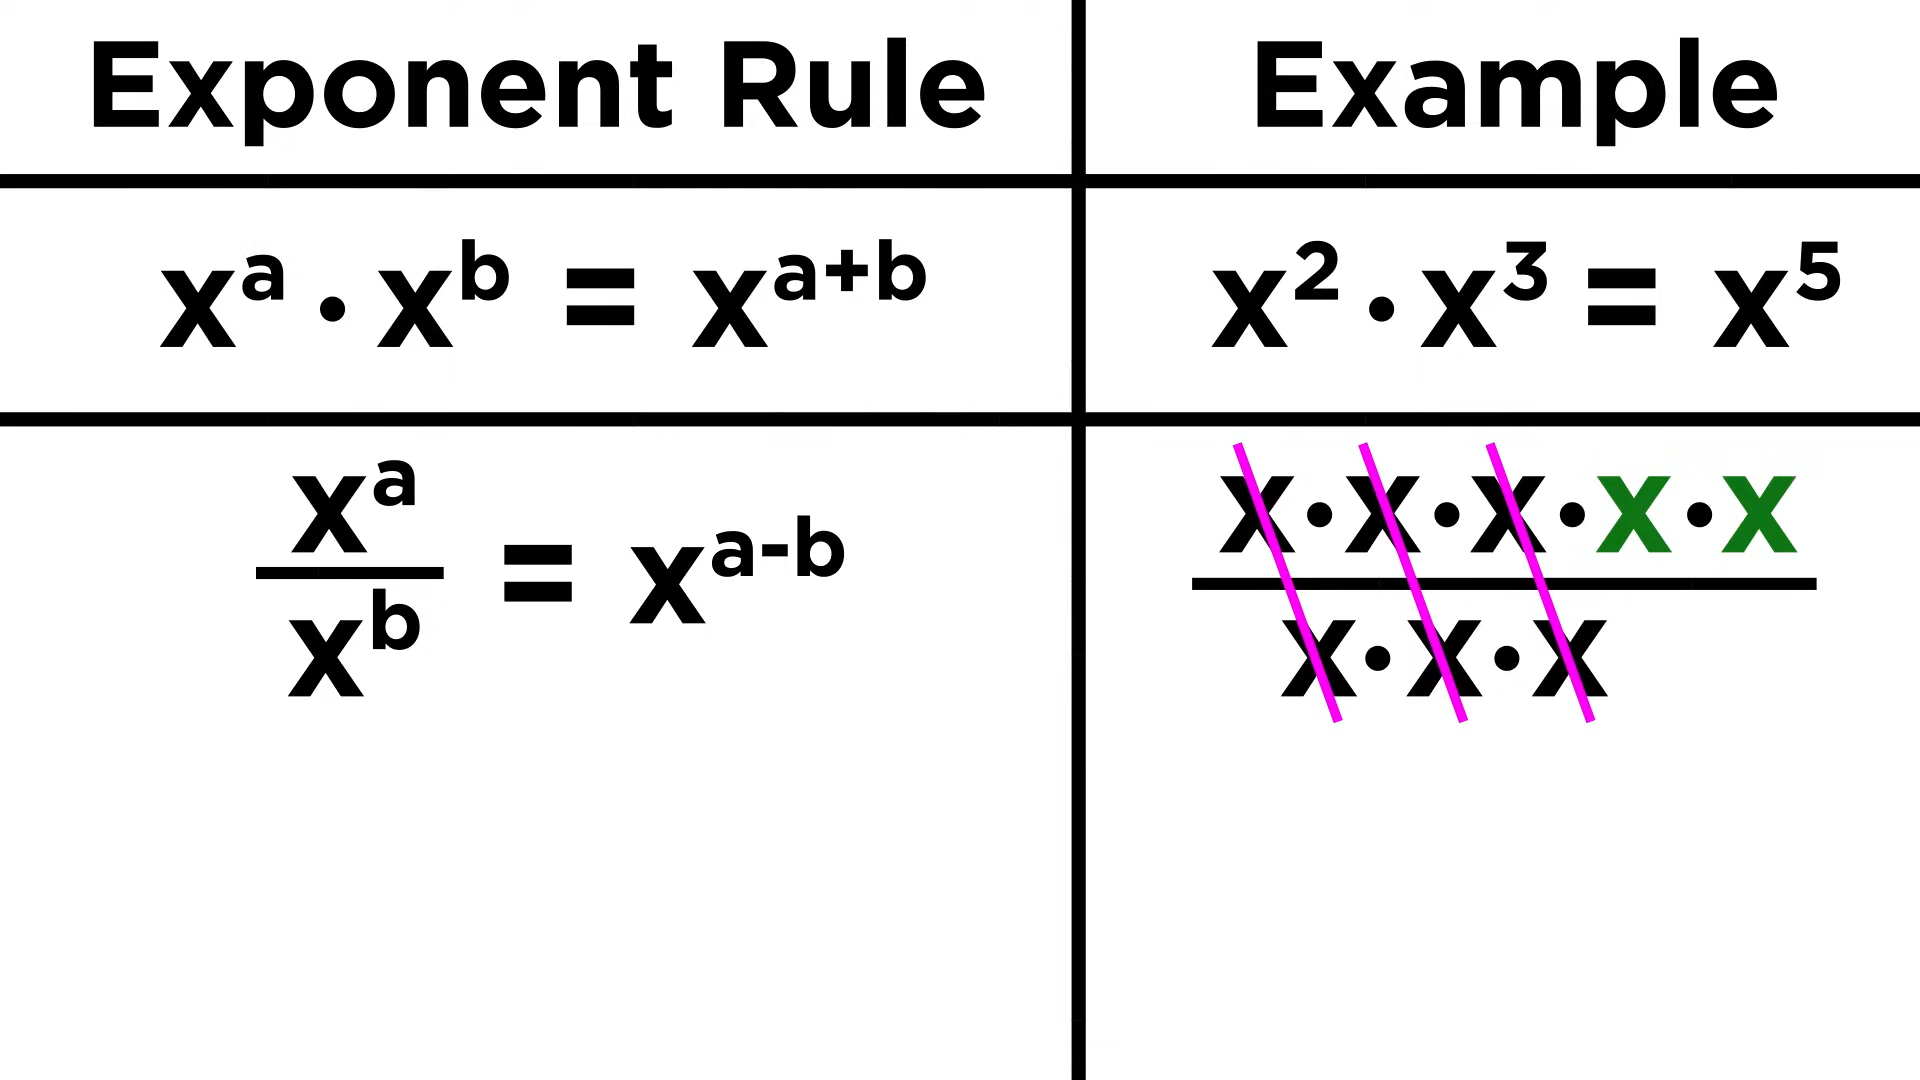 Exponent Rule Example
xᵃ · xᵇ = xᵃ⁺ᵇ x² · x³ = x⁵
xᵃ x·x·x·x·x
xᵇ = xᵃ⁻ᵇ x·x·x